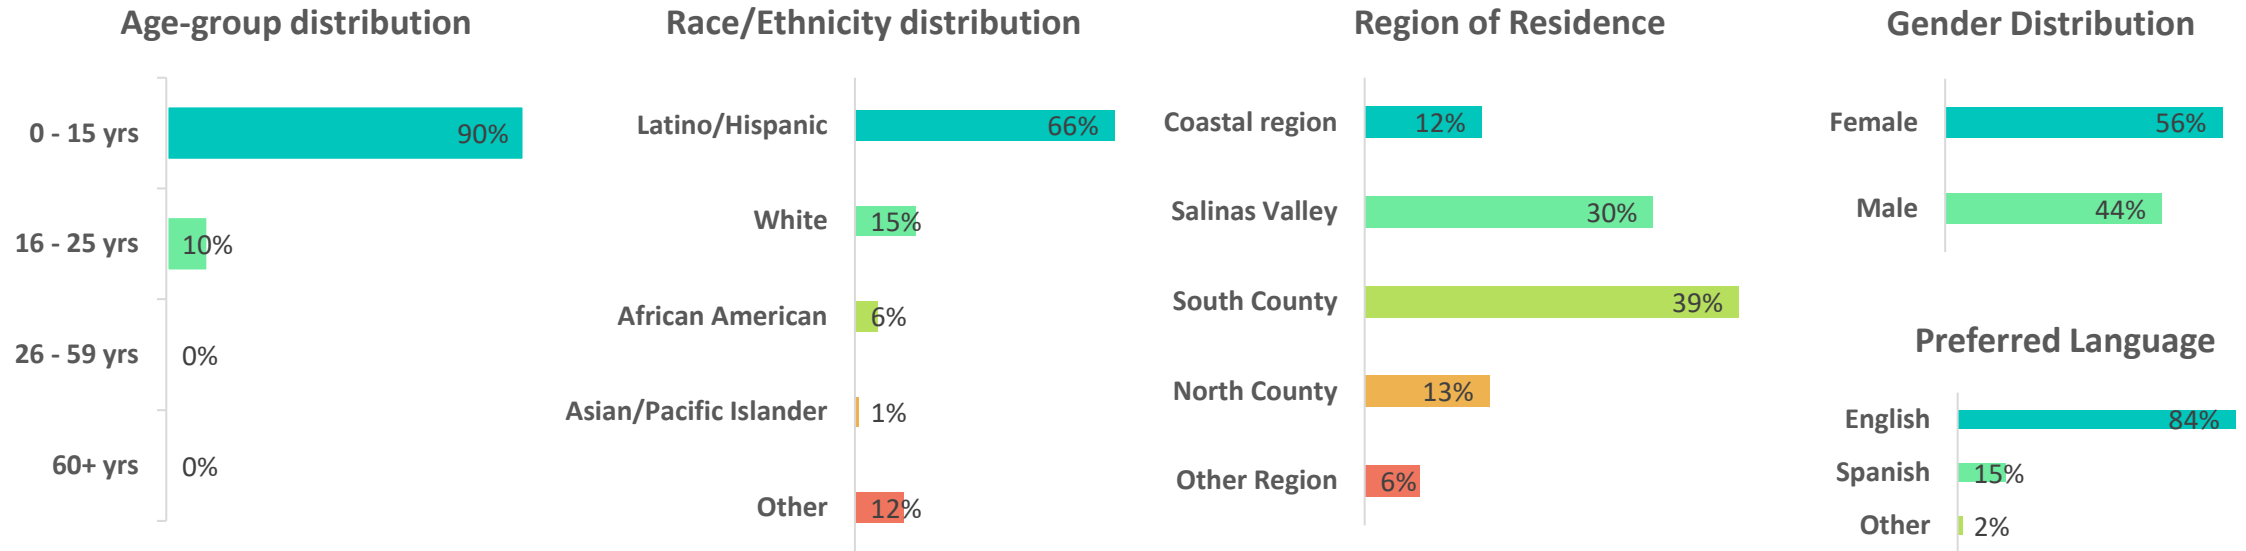 Age-group distribution
0 - 15 yrs
90%
16 - 25 yrs
10%
26 - 59 yrs
0%
60+ yrs
0%
Race/Ethnicity distribution
Latino/Hispanic
66%
White
15%
African American
6%
Asian/Pacific Islander
1%
Other
12%
Region of Residence
Coastal region
12%
Salinas Valley
30%
South County
39%
North County
13%
Other Region
6%
Gender Distribution
Female
56%
Male
44%
Preferred Language
English
84%
Spanish
15%
Other
2%